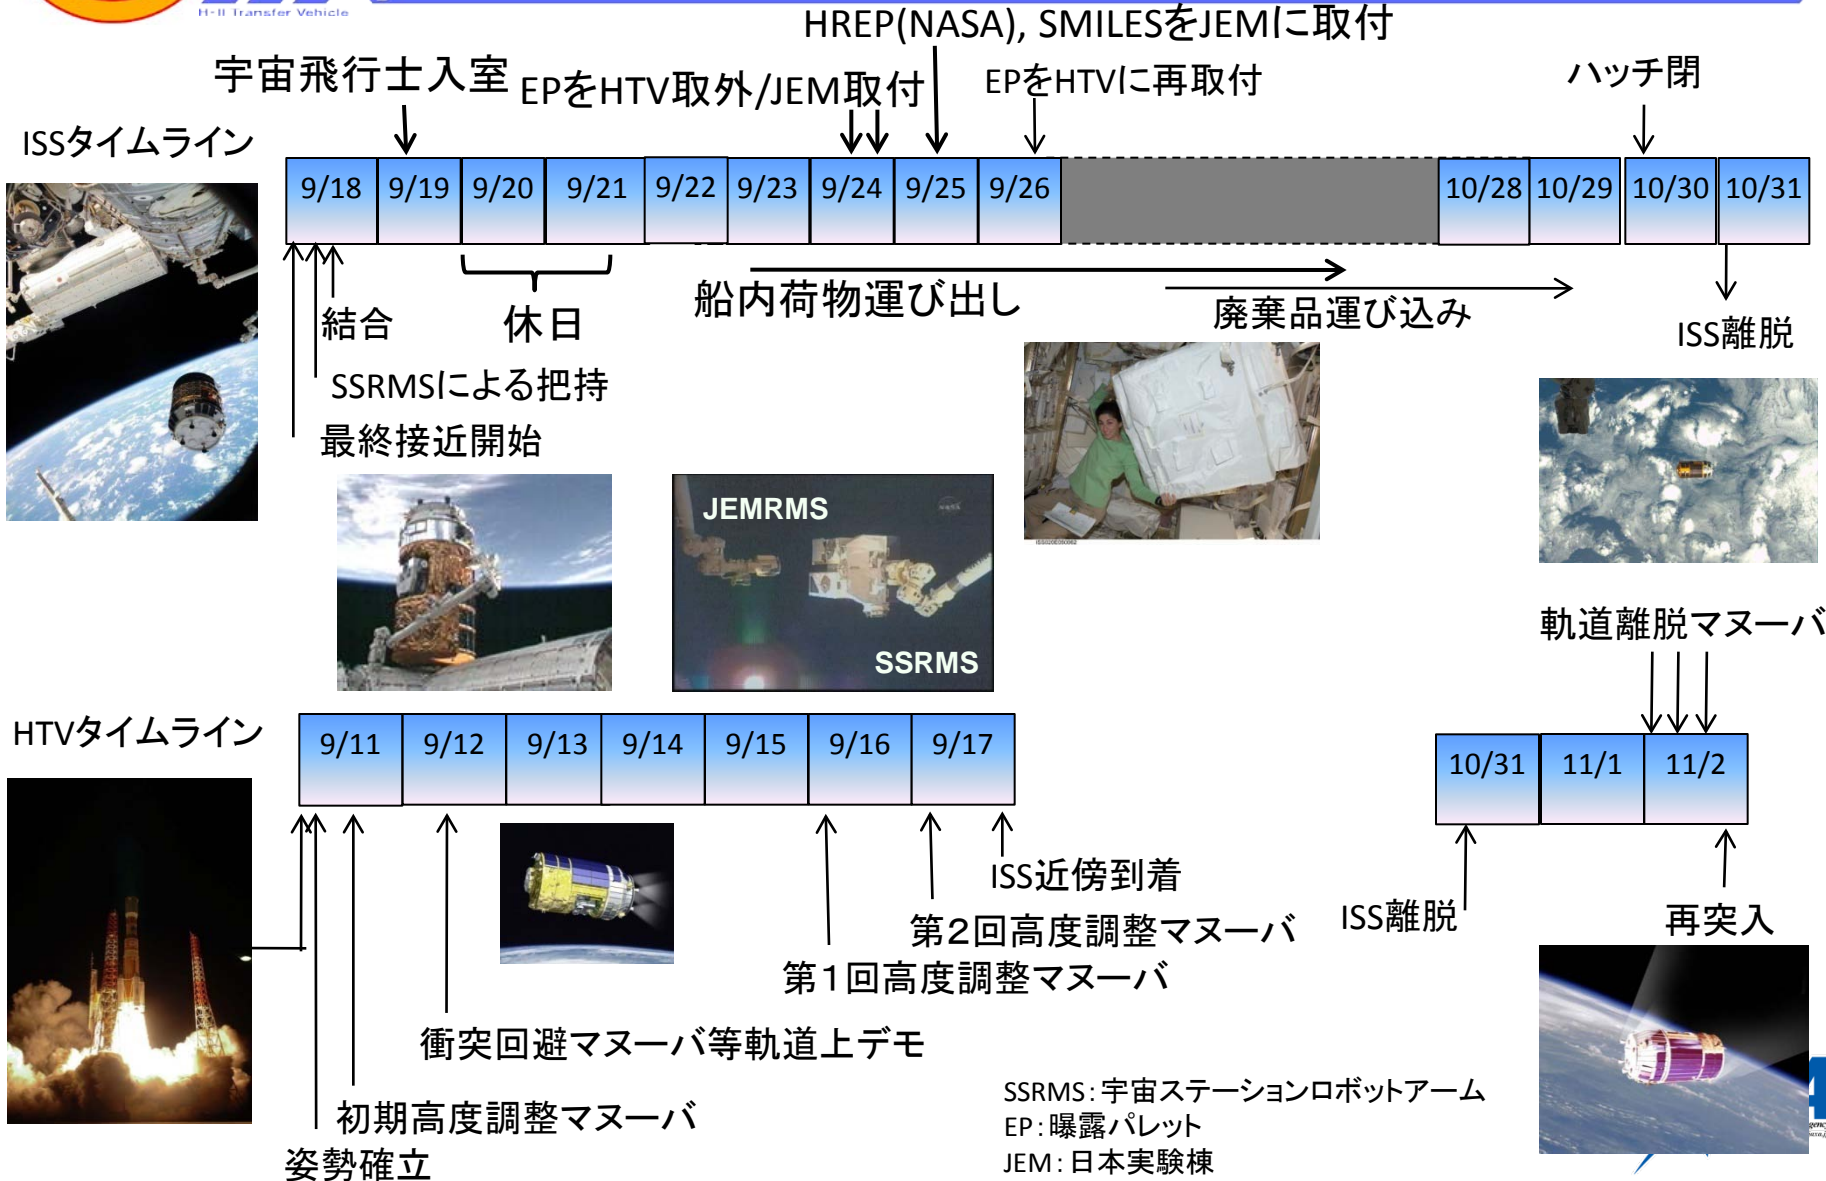 H-II Transfer Vehicle
HREP(NASA), SMILESをJEMに取付
宇宙飛行士入室
EPをHTV取外/JEM取付
EPをHTVに再取付
ハッチ閉
ISSタイムライン
9/18 9/19 9/20 9/21 9/22 9/23 9/24 9/25 9/26 10/28 10/29 10/30 10/31
結合
休日
船内荷物運び出し
廃棄品運び込み
ISS離脱
SSRMSによる把持
最終接近開始
JEMRMS
SSRMS
軌道離脱マヌーバ
HTVタイムライン
9/11 9/12 9/13 9/14 9/15 9/16 9/17
10/31 11/1 11/2
ISS近傍到着
第2回高度調整マヌーバ
第1回高度調整マヌーバ
ISS離脱
再突入
衝突回避マヌーバ等軌道上デモ
初期高度調整マヌーバ
姿勢確立
SSRMS:宇宙ステーションロボットアーム
EP:曝露パレット
JEM:日本実験棟